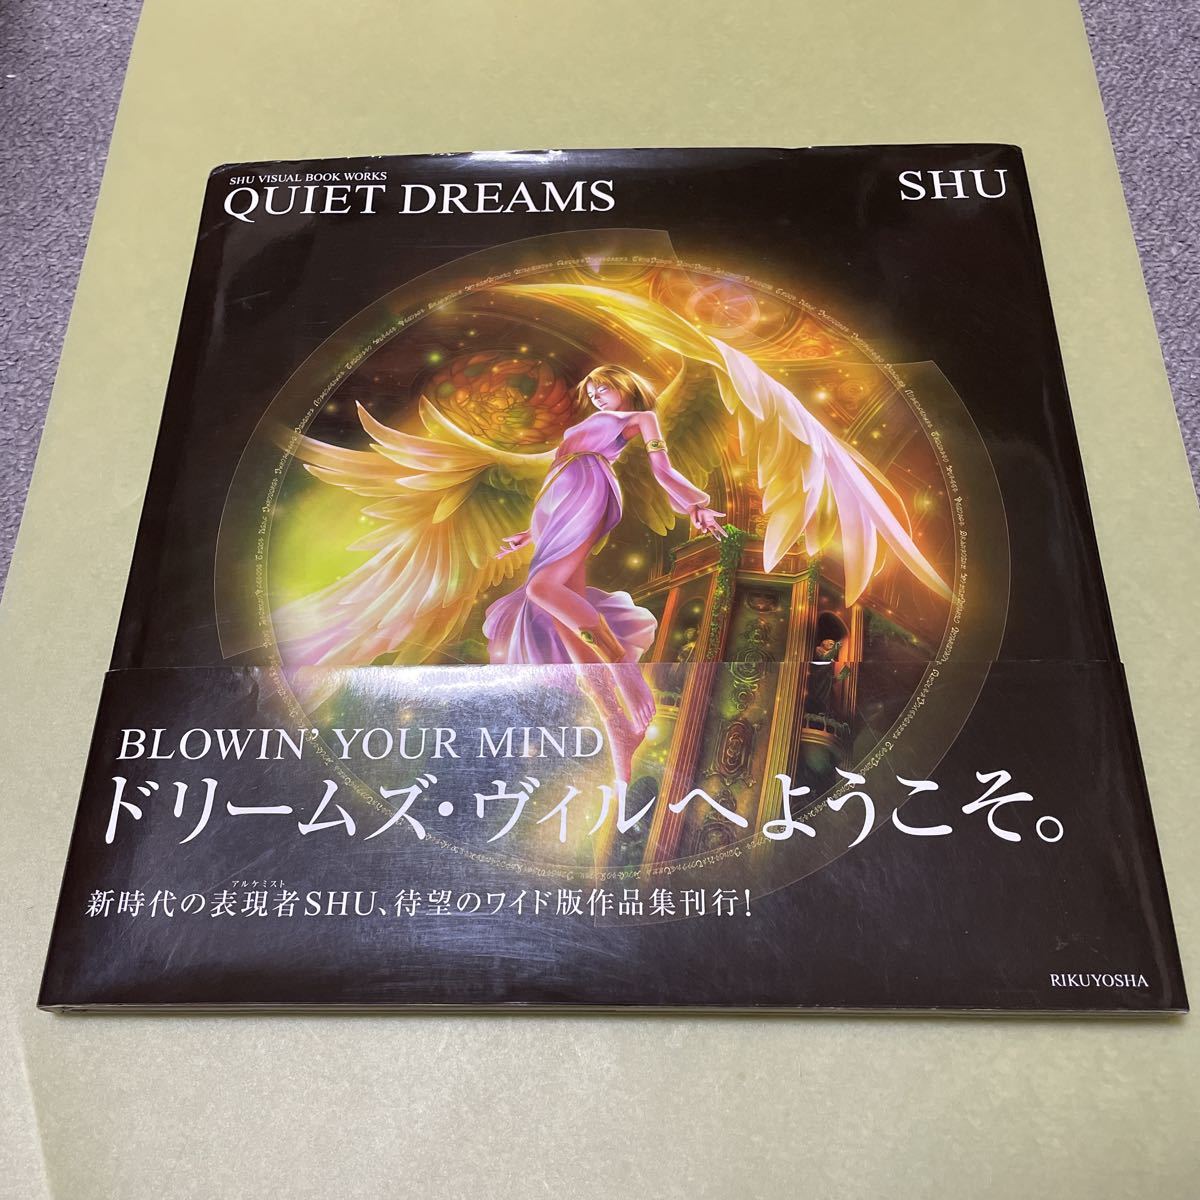 SHU VISUAL BOOK WORKS
QUIET DREAMS
SHU
BLOWIN' YOUR MIND
ドリームズ・ヴィルへようこそ。
アルケミスト
新時代の表現者SHU、待望のワイド版作品集刊行!
RIKUYOSHA